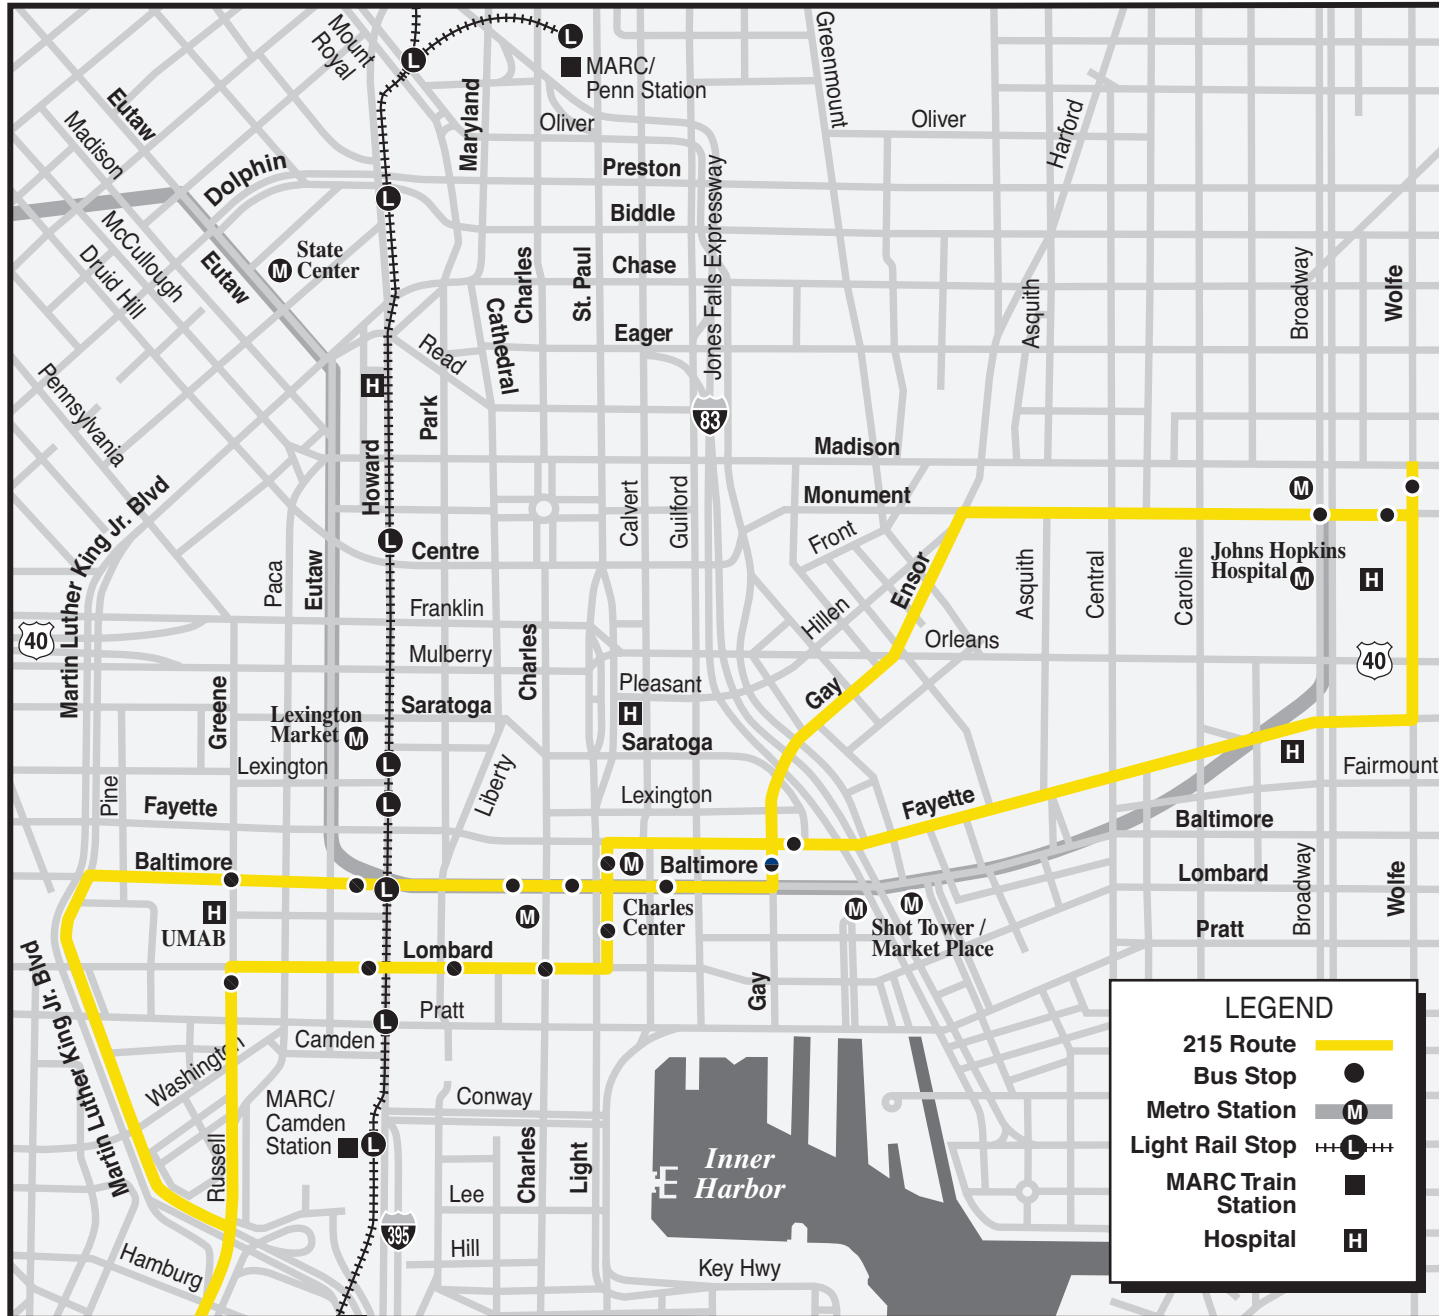 Mount
Royal
L
L
MARC/
Penn Station
Greenmount
Eutaw
Madison
Maryland
Oliver
Oliver
Harford
Dolphin
Preston
Jones Falls Expressway
L
Biddle
McCullough
Druid Hill
Eutaw
State
Center
M
Charles
St. Paul
Chase
Asquith
Broadway
Wolfe
Cathedral
Eager
Read
Pennsylvania
H
Park
83
Howard
Madison
Martin Luther King Jr. Blvd
Calvert
Guilford
Monument
M
Front
L
Centre
Johns Hopkins
Hospital
M
H
Paca
Eutaw
Ensor
Asquith
Central
Caroline
Franklin
Hillen
40
Mulberry
Charles
Orleans
40
Pleasant
Gay
Greene
Saratoga
H
Lexington
Market
M
Saratoga
H
Lexington
L
Liberty
Fairmount
Pine
Lexington
Fayette
L
Fayette
Baltimore
Baltimore
M
Baltimore
Lombard
Broadway
Wolfe
L
H
UMAB
M
Charles
Center
M
M
Shot Tower /
Market Place
Pratt
Lombard
Martin Luther King Jr. Blvd
Gay
Pratt
L
Camden
Washington
MARC/
Camden
Station
L
Conway
Russell
Charles
Light
Inner
Harbor
Lee
395
Hill
Hamburg
Key Hwy
LEGEND
215 Route
Bus Stop
Metro Station
M
Light Rail Stop
L
MARC Train
Station
Hospital
H